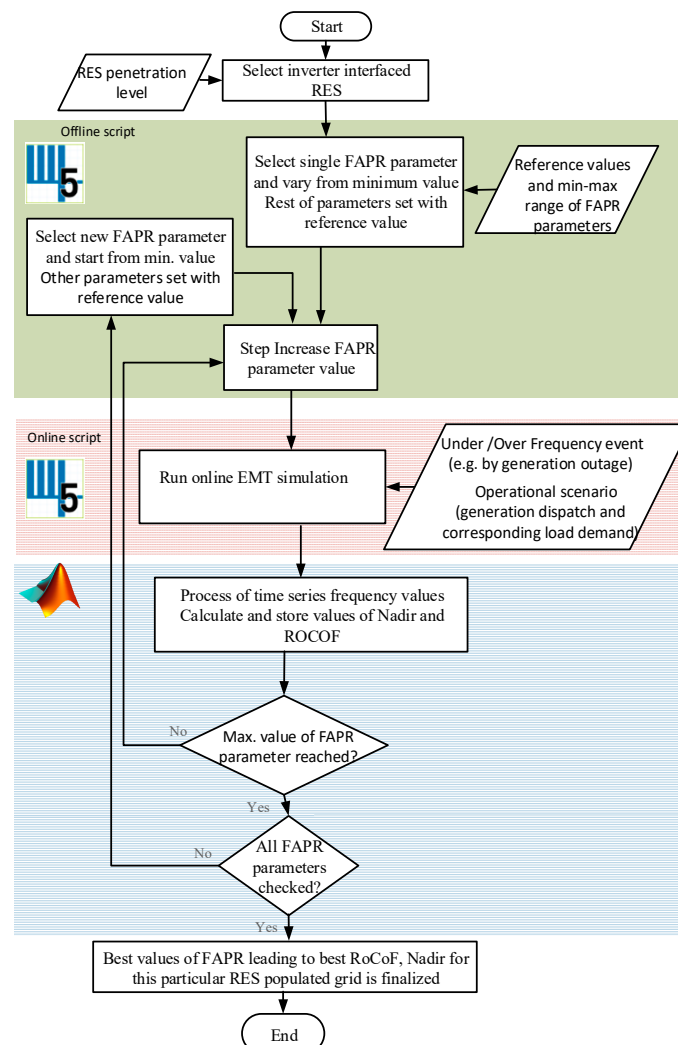 Start
RES penetration
level
Select inverter interfaced
RES
Offline script
5
Select single FAPR parameter
and vary from minimum value
Rest of parameters set with
reference value
Reference values
and min-max
range of FAPR
parameters
Select new FAPR parameter
and start from min. value
Other parameters set with
reference value
Step Increase FAPR
parameter value
Online script
5
Run online EMT simulation
Under /Over Frequency event
(e.g. by generation outage)
Operational scenario
(generation dispatch and
corresponding load demand)
Process of time series frequency values
Calculate and store values of Nadir and
ROCOF
No
Max. value of FAPR
parameter reached?
Yes
No
All FAPR
parameters
checked?
Yes
Best values of FAPR leading to best RoCoF, Nadir for
this particular RES populated grid is finalized
End